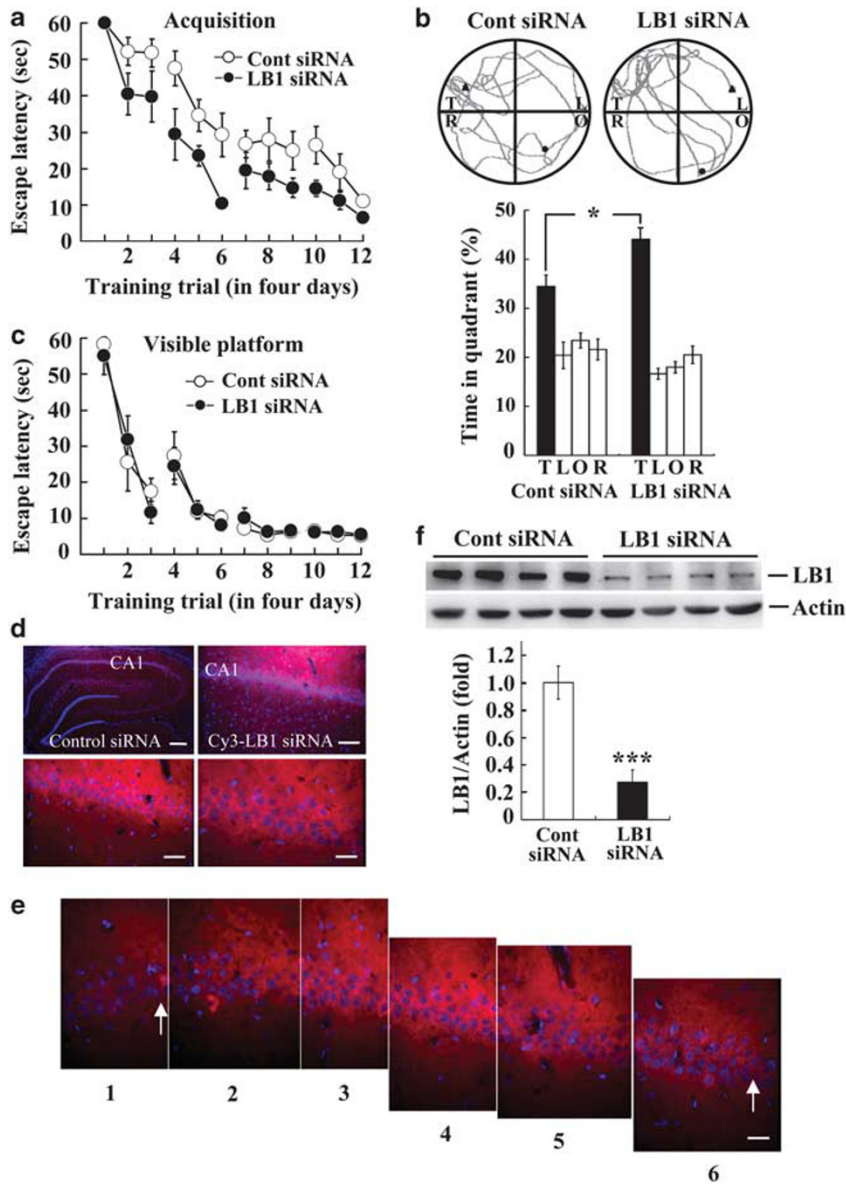 a
Acquisition
Escape latency (sec)
60
50
40
30
20
10
0
Cont siRNA
LB1 siRNA
2 4 6 8 10 12
Training trial (in four days)
b
Cont siRNA LB1 siRNA
T L
R O
T L
R O
Time in quadrant (%)
50
40
30
20
10
0
*
T L O R T L O R
Cont siRNA LB1 siRNA
c
Visible platform
Escape latency (sec)
60
50
40
30
20
10
0
Cont siRNA
LB1 siRNA
2 4 6 8 10 12
Training trial (in four days)
d
CA1
Control siRNA
CA1
Cy3-LB1 siRNA
f
Cont siRNA LB1 siRNA
LB1
Actin
LB1/Actin (fold)
1.2
1.0
0.8
0.6
0.4
0.2
0
***
Cont siRNA
LB1 siRNA
e
1
2
3
4
5
6